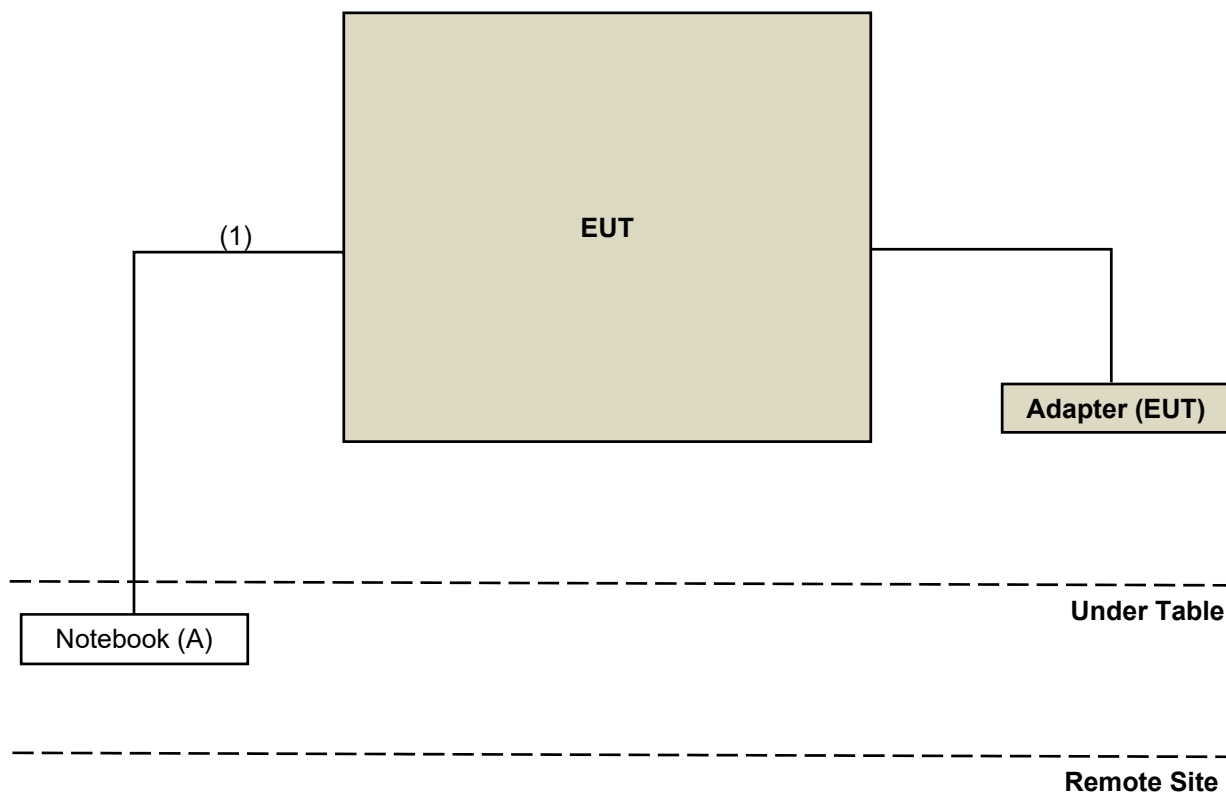 EUT
(1)
Adapter (EUT)
Under Table
Notebook (A)
Remote Site